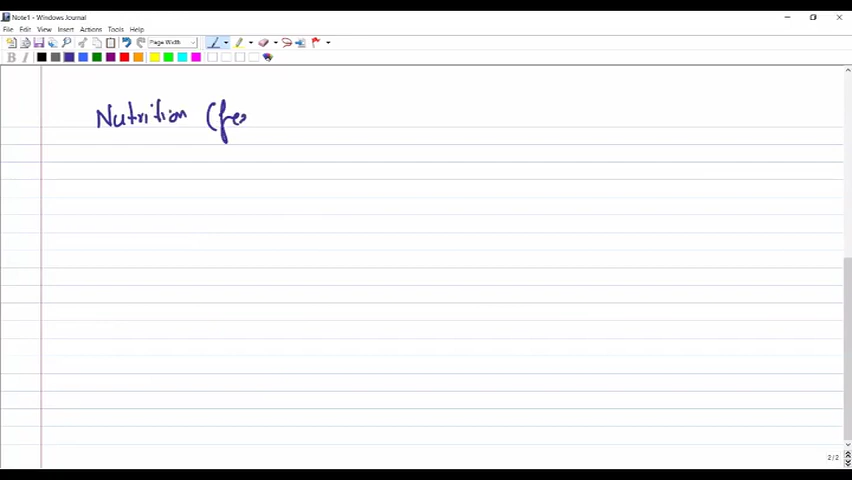 Note1 - Windows Journal
File Edit View Insert Actions Tools Help
Page Width
B I
Nutrition (fe
2 / 2